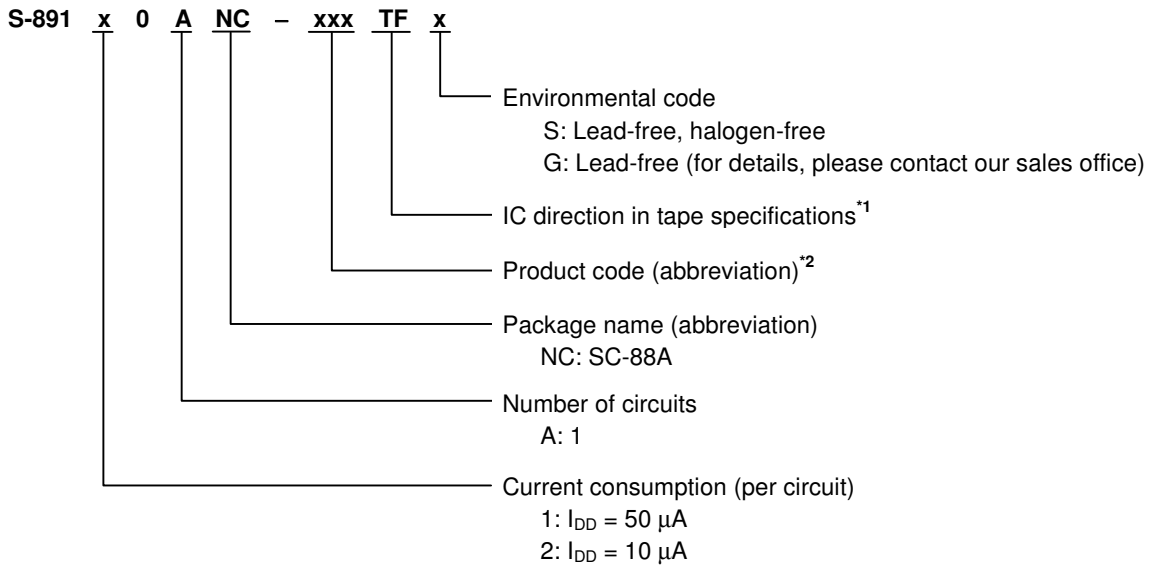 S-891 x 0 A NC – xxx TF x
Environmental code
S: Lead-free, halogen-free
G: Lead-free (for details, please contact our sales office)
IC direction in tape specifications*1
Product code (abbreviation)*2
Package name (abbreviation)
NC: SC-88A
Number of circuits
A: 1
Current consumption (per circuit)
1: IDD = 50 μA
2: IDD = 10 μA